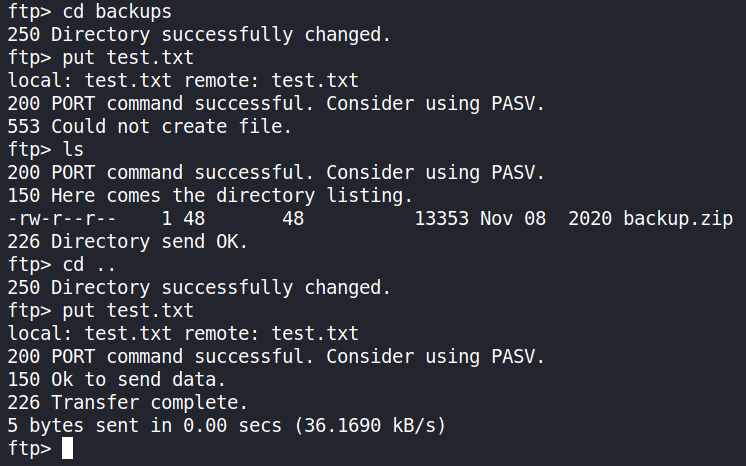 ftp> cd backups
250 Directory successfully changed.
ftp> put test.txt
local: test.txt remote: test.txt
200 PORT command successful. Consider using PASV.
553 Could not create file.
ftp> ls
200 PORT command successful. Consider using PASV.
150 Here comes the directory listing.
-rw-r--r--    1 48       48          13353 Nov 08  2020 backup.zip
226 Directory send OK.
ftp> cd ..
250 Directory successfully changed.
ftp> put test.txt
local: test.txt remote: test.txt
200 PORT command successful. Consider using PASV.
150 Ok to send data.
226 Transfer complete.
5 bytes sent in 0.00 secs (36.1690 kB/s)
ftp>